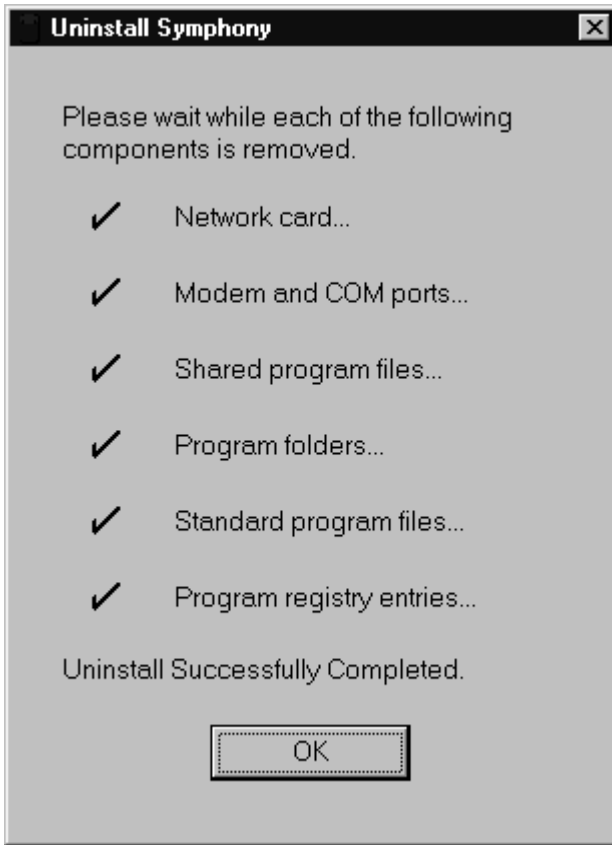 Uninstall Symphony
Please wait while each of the following
components is removed.
Network card...
Modem and COM ports...
Shared program files...
Program folders...
Standard program files...
Program registry entries...
Uninstall Successfully Completed.
OK